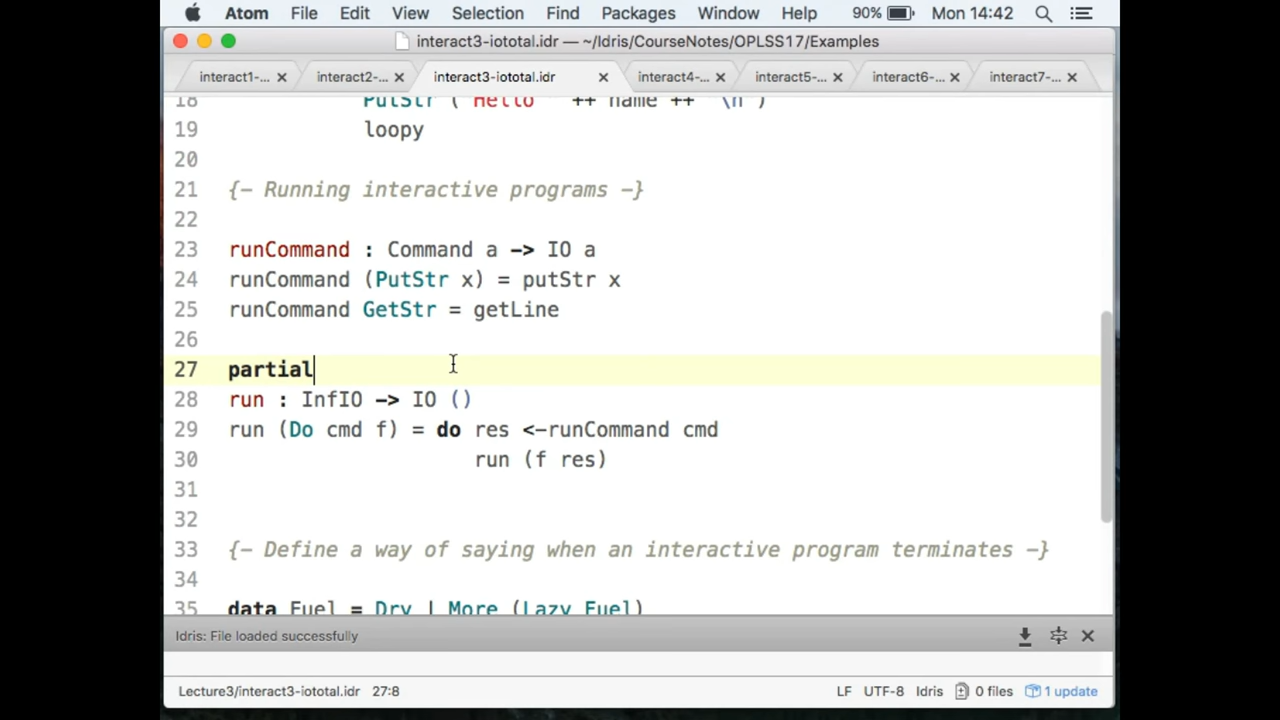 Atom File Edit View Selection Find Packages Window Help 90% Mon 14:42
interact3-iototal.idr — ~/Idris/CourseNotes/OPLSS17/Examples
interact1-... interact2-... interact3-iototal.idr interact4-... interact5-... interact6-... interact7-...
18 PutStr ("Hello " ++ name ++ "\n")
19 loopy
20
21 {- Running interactive programs -}
22
23 runCommand : Command a -> IO a
24 runCommand (PutStr x) = putStr x
25 runCommand GetStr = getLine
26
27 partial
28 run : InfIO -> IO ()
29 run (Do cmd f) = do res <-runCommand cmd
30 run (f res)
31
32
33 {- Define a way of saying when an interactive program terminates -}
34
35 data Fuel = Dry | More (Lazy Fuel)
Idris: File loaded successfully
Lecture3/interact3-iototal.idr 27:8 LF UTF-8 Idris 0 files 1 update